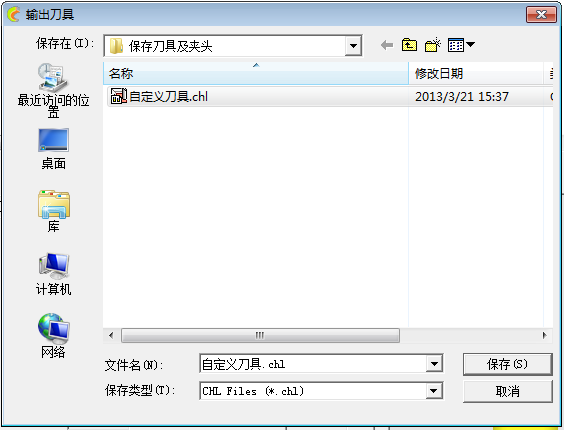 输出刀具
保存在(I):
保存刀具及夹头
名称
修改日期
自定义刀具.chl
2013/3/21 15:37
最近访问的位置
桌面
库
计算机
网络
文件名(N):
自定义刀具.chl
保存(S)
保存类型(T):
CHL Files (*.chl)
取消